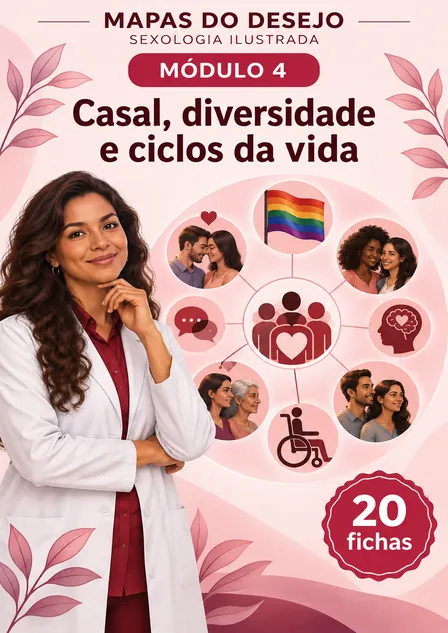 MAPAS DO DESEJO
SEXOLOGIA ILUSTRADA
MÓDULO 4
Casal, diversidade
e ciclos da vida
20
fichas